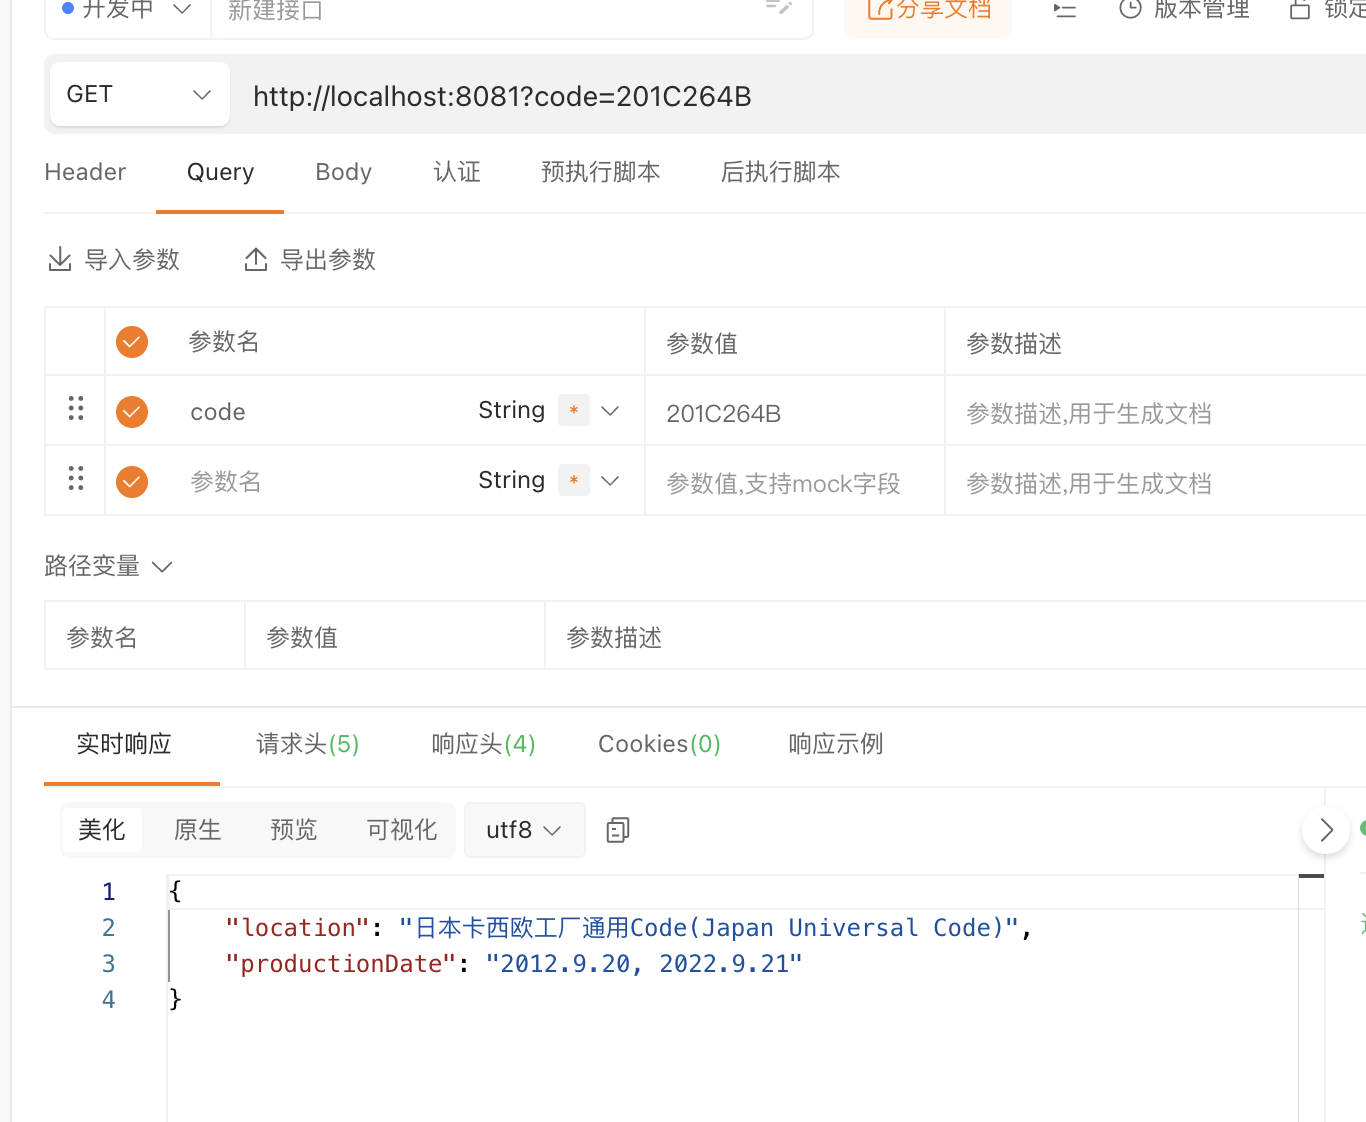 开发中 新建接口 分享文档 版本管理 锁定
GET http://localhost:8081?code=201C264B
Header Query Body 认证 预执行脚本 后执行脚本
导入参数 导出参数
参数名 参数值 参数描述
code String * 201C264B 参数描述,用于生成文档
参数名 String * 参数值,支持mock字段 参数描述,用于生成文档
路径变量
参数名 参数值 参数描述
实时响应 请求头(5) 响应头(4) Cookies(0) 响应示例
美化 原生 预览 可视化 utf8
1 {
2 "location": "日本卡西欧工厂通用Code(Japan Universal Code)",
3 "productionDate": "2012.9.20, 2022.9.21"
4 }